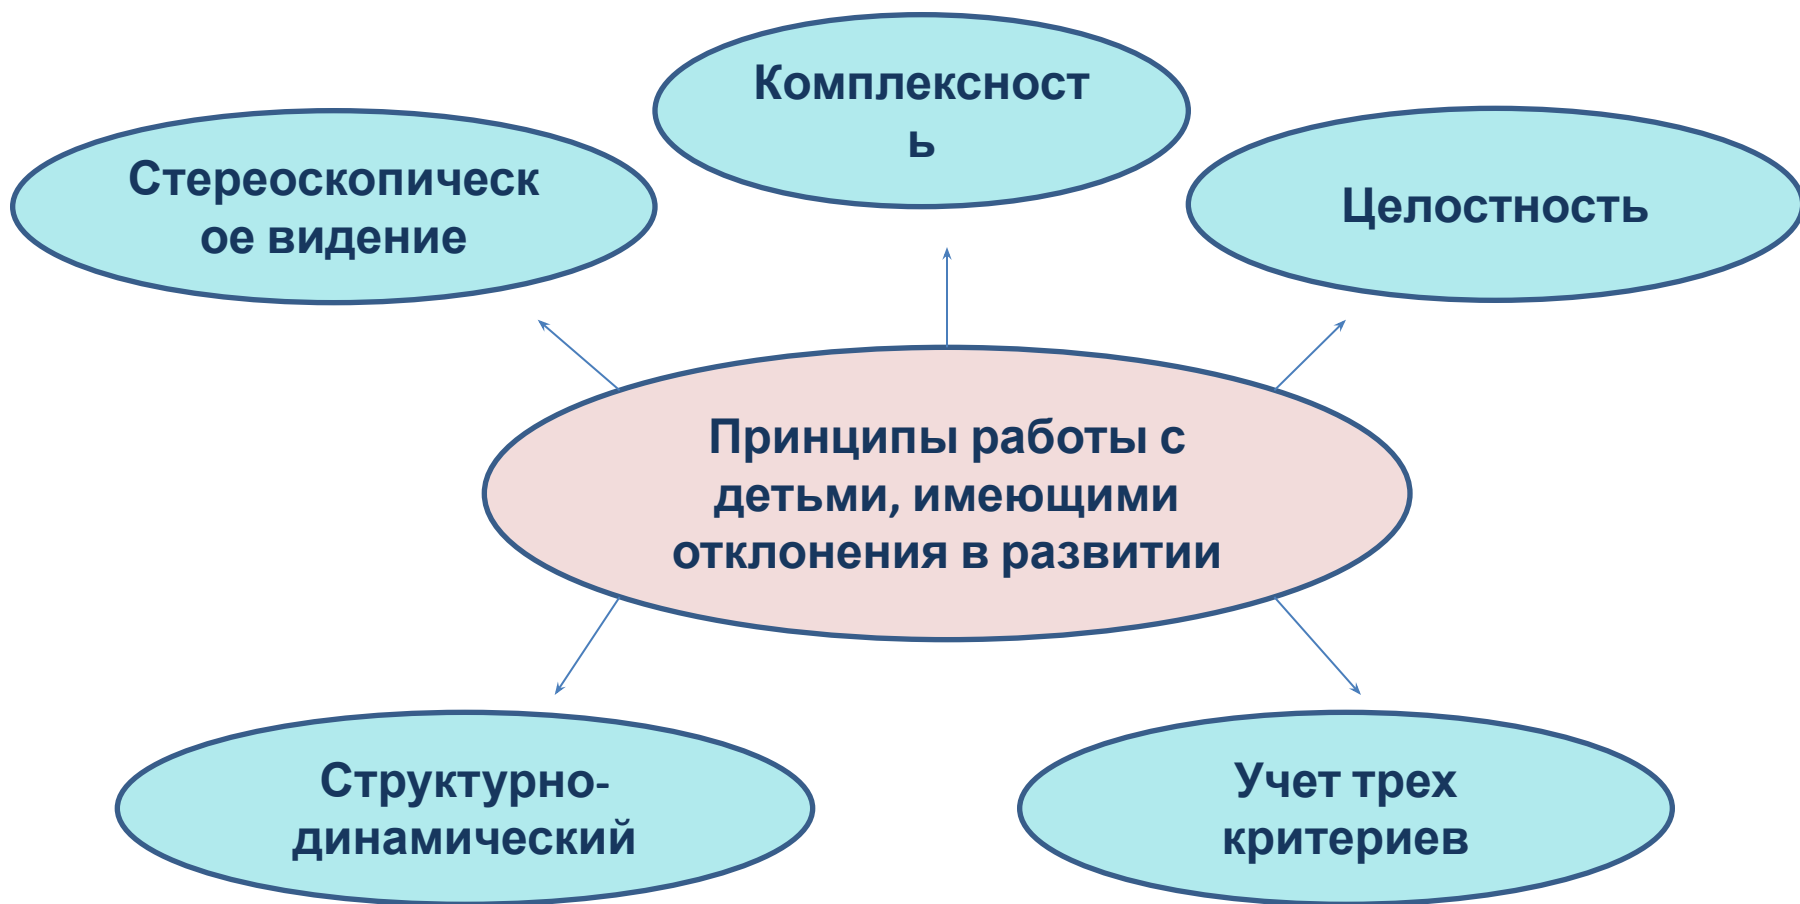 Комплексност
ь
Стереоскопическ
ое видение
Целостность
Принципы работы с
детьми, имеющими
отклонения в развитии
Структурно-
динамический
Учет трех
критериев